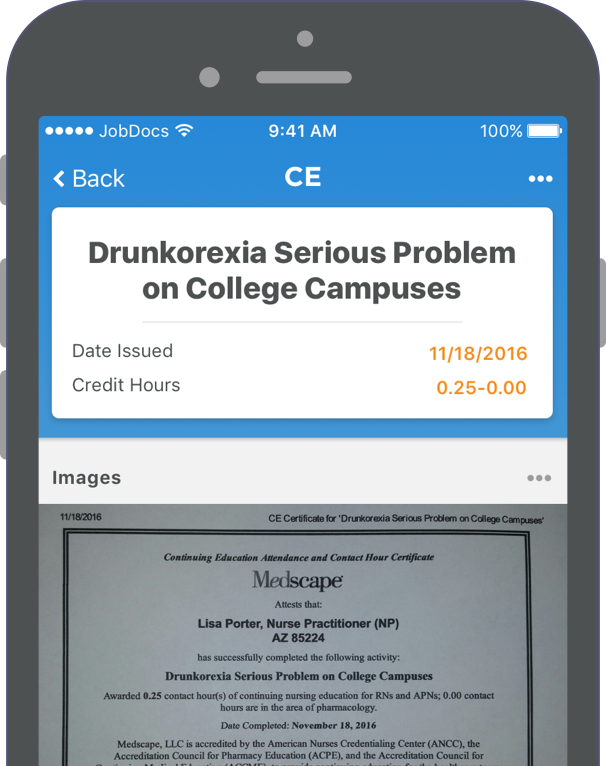 JobDocs 9:41 AM 100%
Back CE
Drunkorexia Serious Problem
on College Campuses
Date Issued 11/18/2016
Credit Hours 0.25-0.00
Images
11/18/2016 CE Certificate for 'Drunkorexia Serious Problem on College Campuses'
Continuing Education Attendance and Contact Hour Certificate
Medscape
Attests that:
Lisa Porter, Nurse Practitioner (NP)
AZ 85224
has successfully completed the following activity:
Drunkorexia Serious Problem on College Campuses
Awarded 0.25 contact hour(s) of continuing nursing education for RNs and APNs; 0.00 contact
hours are in the area of pharmacology.
Date Completed: November 18, 2016
Medscape, LLC is accredited by the American Nurses Credentialing Center (ANCC), the
Accreditation Council for Pharmacy Education (ACPE), and the Accreditation Council for